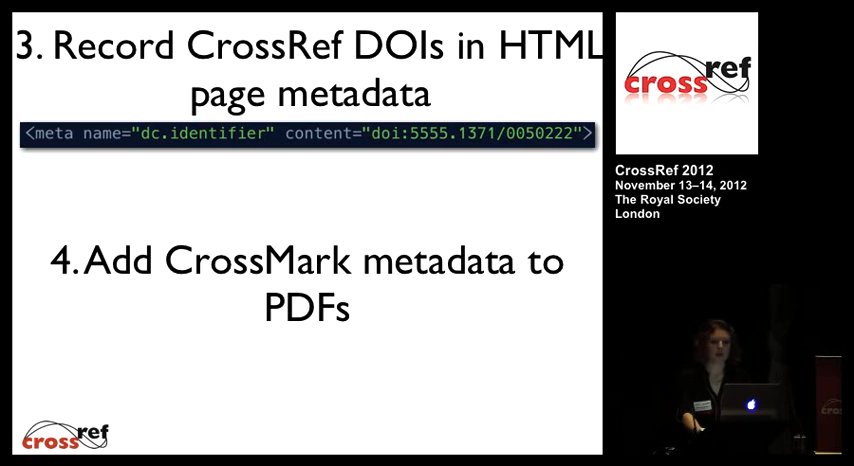 3. Record CrossRef DOIs in HTML
page metadata
<meta name="dc.identifier" content="doi:5555.1371/0050222">
4. Add CrossMark metadata to
PDFs
crossref
crossref
CrossRef 2012
November 13–14, 2012
The Royal Society
London